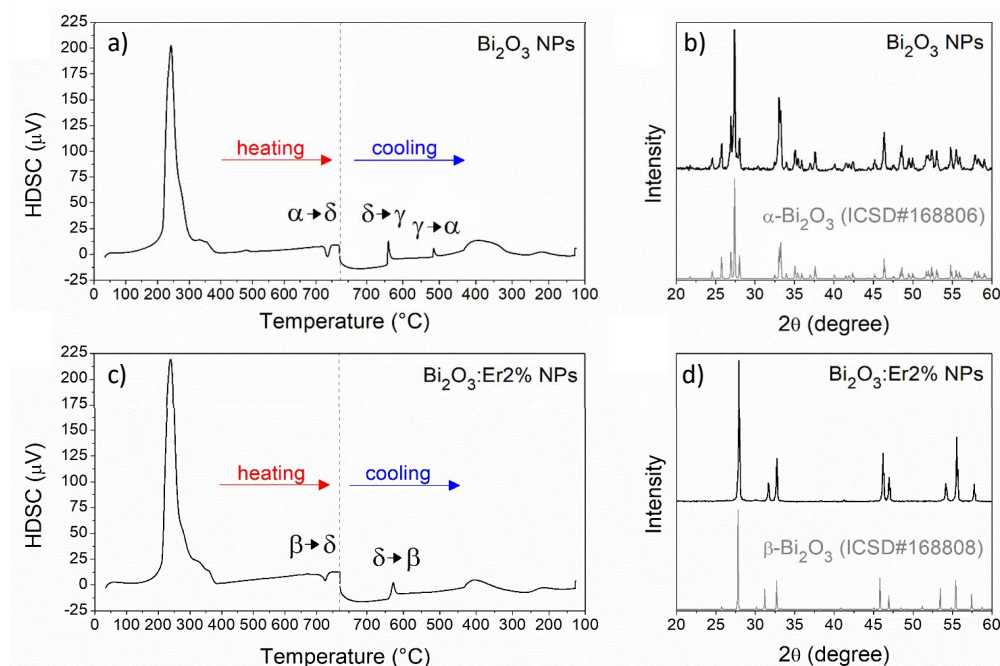 a)
Bi₂O₃ NPs
HDSC (µV)
225
200
175
150
125
100
75
50
25
0
-25
heating
cooling
α→δ
δ→γ
γ→α
0 100 200 300 400 500 600 700 700 600 500 400 300 200 100
Temperature (°C)
b)
Bi₂O₃ NPs
Intensity
α-Bi₂O₃ (ICSD#168806)
20 25 30 35 40 45 50 55 60
2θ (degree)
c)
Bi₂O₃:Er2% NPs
HDSC (µV)
225
200
175
150
125
100
75
50
25
0
-25
heating
cooling
β→δ
δ→β
0 100 200 300 400 500 600 700 700 600 500 400 300 200 100
Temperature (°C)
d)
Bi₂O₃:Er2% NPs
Intensity
β-Bi₂O₃ (ICSD#168808)
20 25 30 35 40 45 50 55 60
2θ (degree)